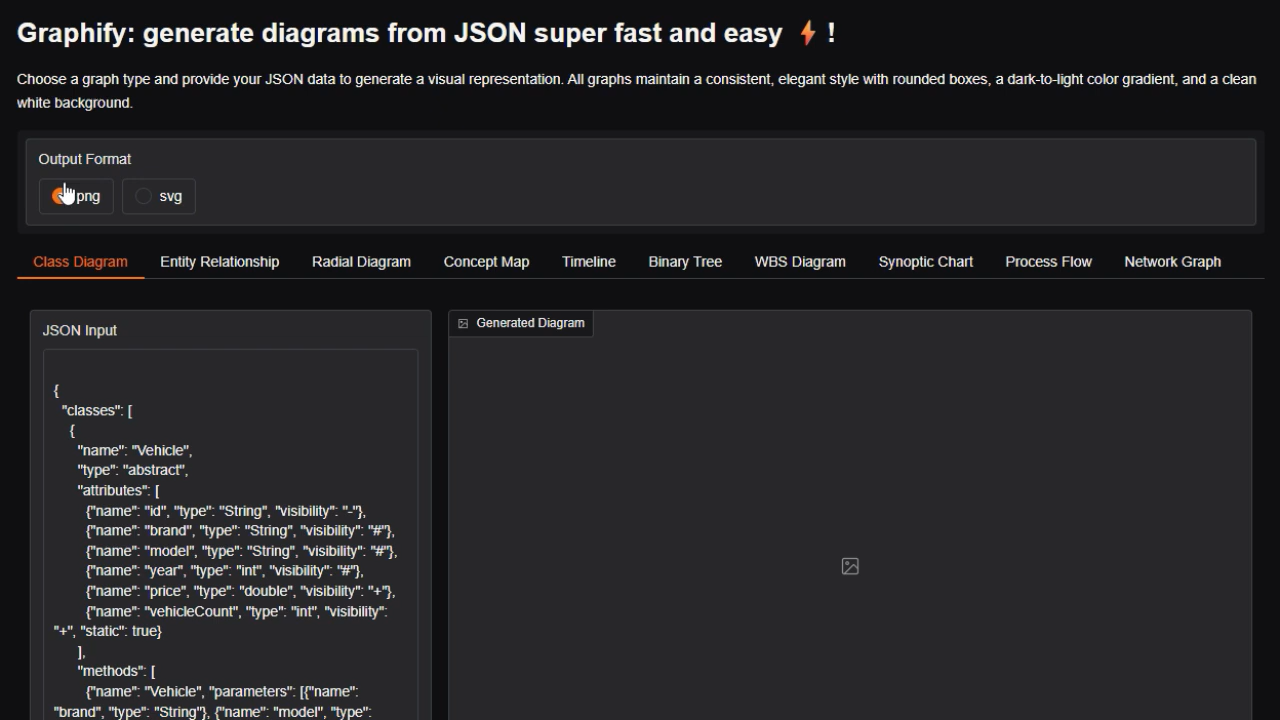 Graphify: generate diagrams from JSON super fast and easy ⚡ !
Choose a graph type and provide your JSON data to generate a visual representation. All graphs maintain a consistent, elegant style with rounded boxes, a dark-to-light color gradient, and a clean
white background.
Output Format
png svg
Class Diagram Entity Relationship Radial Diagram Concept Map Timeline Binary Tree WBS Diagram Synoptic Chart Process Flow Network Graph
JSON Input
Generated Diagram
{
"classes": [
{
"name": "Vehicle",
"type": "abstract",
"attributes": [
{"name": "id", "type": "String", "visibility": "-"},
{"name": "brand", "type": "String", "visibility": "#"},
{"name": "model", "type": "String", "visibility": "#"},
{"name": "year", "type": "int", "visibility": "#"},
{"name": "price", "type": "double", "visibility": "+"},
{"name": "vehicleCount", "type": "int", "visibility":
"+", "static": true}
],
"methods": [
{"name": "Vehicle", "parameters": [{"name":
"brand", "type": "String"}, {"name": "model", "type":